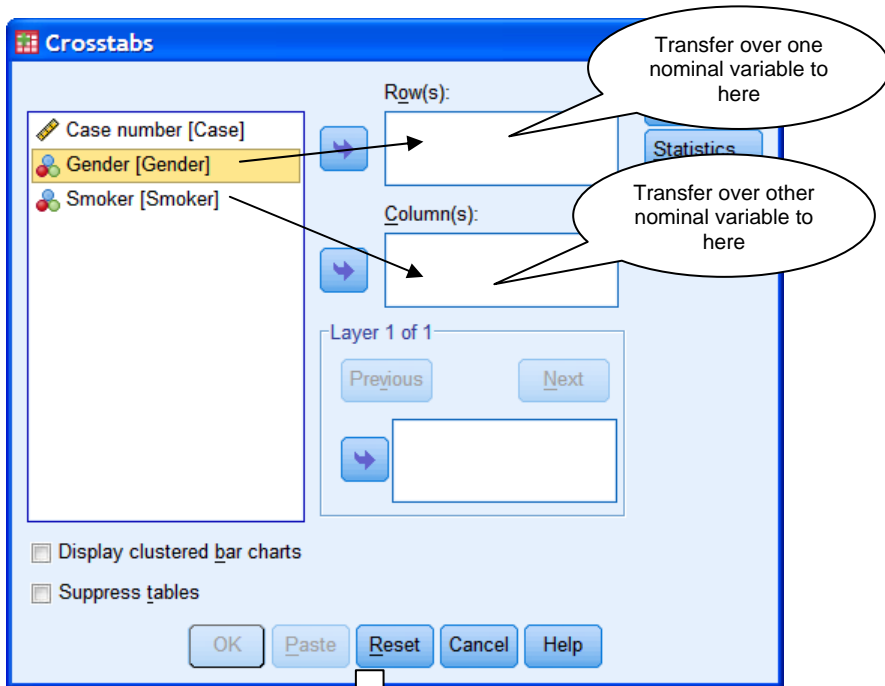 Crosstabs
Transfer over one
nominal variable to
here
Case number [Case]
Gender [Gender]
Smoker [Smoker]
Row(s):
Statistics
Transfer over other
nominal variable to
here
Column(s):
Layer 1 of 1
Previous
Next
Display clustered bar charts
Suppress tables
OK
Paste
Reset
Cancel
Help